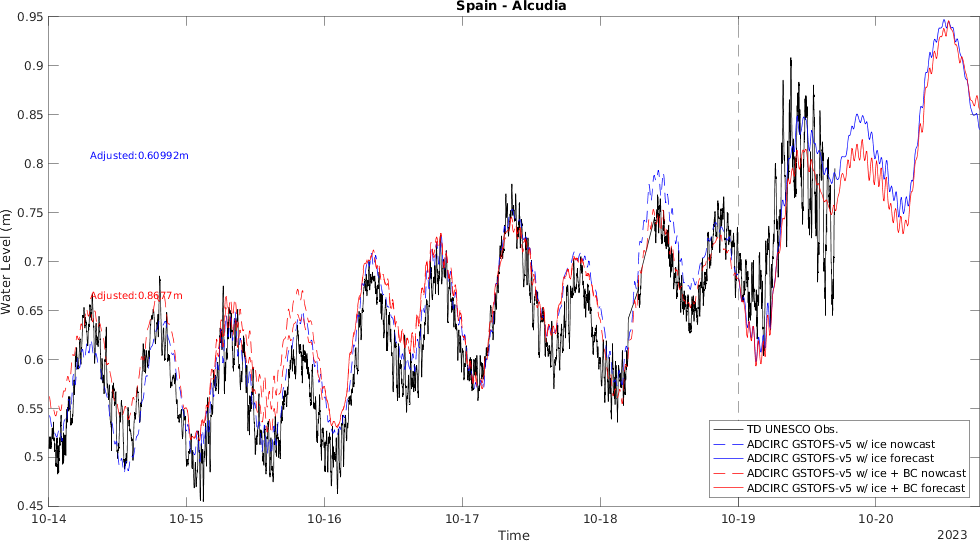 Spain - Alcudia
0.95
0.9
0.85
0.8
0.75
0.7
0.65
0.6
0.55
0.5
0.45
Water Level (m)
Adjusted:0.60992m
Adjusted:0.8677m
TD UNESCO Obs.
ADCIRC GSTOFS-v5 w/ ice nowcast
ADCIRC GSTOFS-v5 w/ ice forecast
ADCIRC GSTOFS-v5 w/ ice + BC nowcast
ADCIRC GSTOFS-v5 w/ ice + BC forecast
10-14 10-15 10-16 10-17 10-18 10-19 10-20
Time
2023